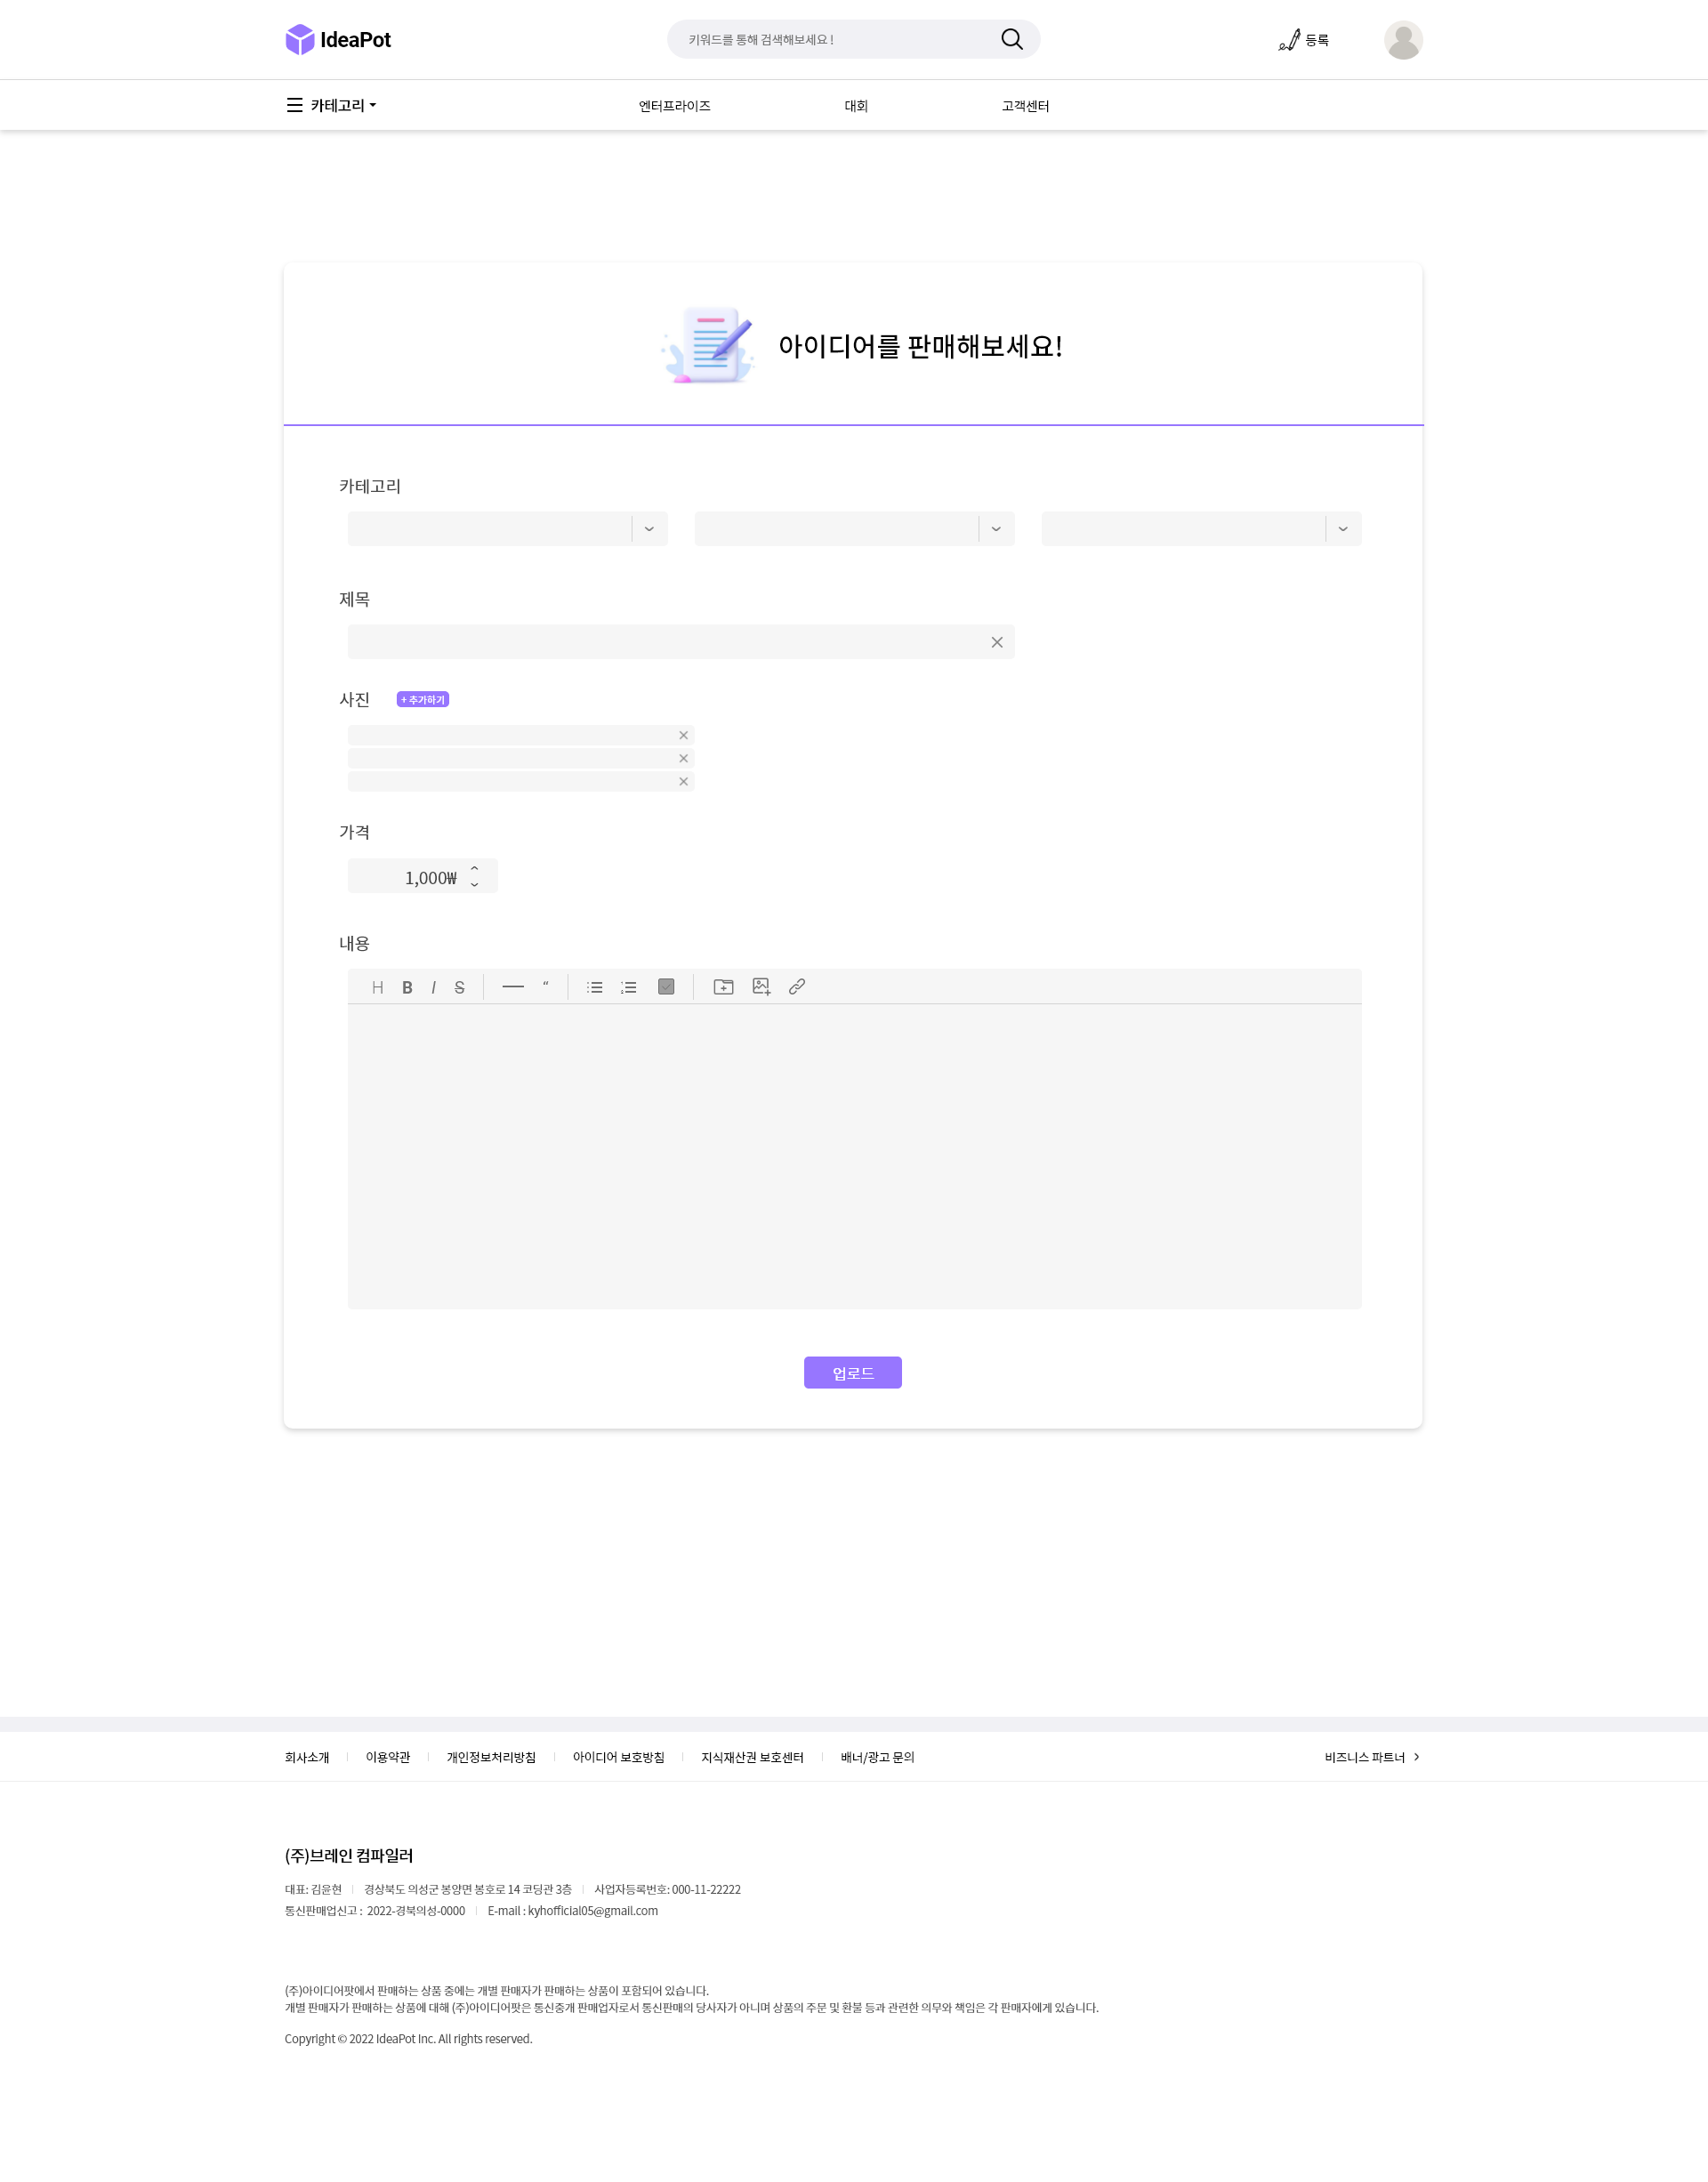 IdeaPot
키워드를 통해 검색해보세요 !
등록
카테고리
엔터프라이즈
대회
고객센터
아이디어를 판매해보세요!
카테고리
제목
사진
+ 추가하기
가격
1,000₩
내용
H B I S “
업로드
회사소개
이용약관
개인정보처리방침
아이디어 보호방침
지식재산권 보호센터
배너/광고 문의
비즈니스 파트너
(주)브레인 컴파일러
대표: 김윤현 | 경상북도 의성군 봉양면 봉호로 14 코딩관 3층 | 사업자등록번호: 000-11-22222
통신판매업신고 : 2022-경북의성-0000 | E-mail : kyhofficial05@gmail.com
(주)아이디어팟에서 판매하는 상품 중에는 개별 판매자가 판매하는 상품이 포함되어 있습니다.
개별 판매자가 판매하는 상품에 대해 (주)아이디어팟은 통신중개 판매업자로서 통신판매의 당사자가 아니며 상품의 주문 및 환불 등과 관련한 의무와 책임은 각 판매자에게 있습니다.
Copyright © 2022 IdeaPot Inc. All rights reserved.